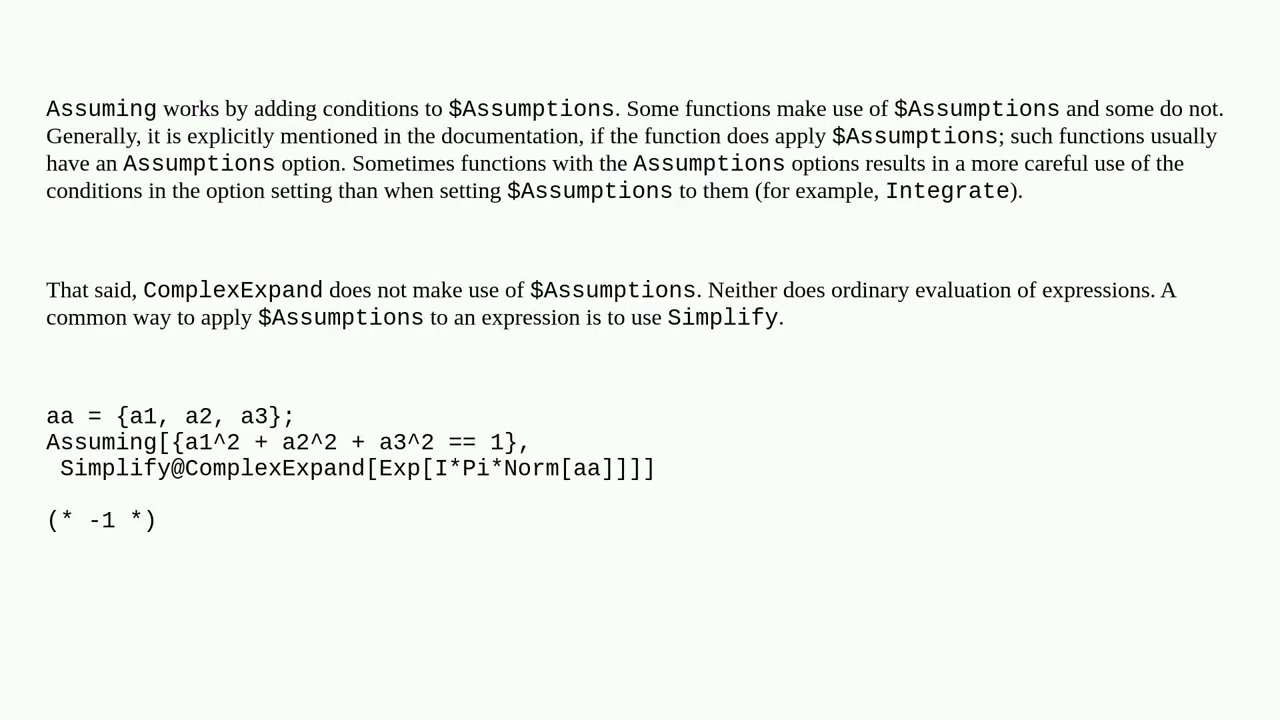 Assuming works by adding conditions to $Assumptions. Some functions make use of $Assumptions and some do not.
Generally, it is explicitly mentioned in the documentation, if the function does apply $Assumptions; such functions usually
have an Assumptions option. Sometimes functions with the Assumptions options results in a more careful use of the
conditions in the option setting than when setting $Assumptions to them (for example, Integrate).
That said, ComplexExpand does not make use of $Assumptions. Neither does ordinary evaluation of expressions. A
common way to apply $Assumptions to an expression is to use Simplify.
aa = {a1, a2, a3};
Assuming[{a1^2 + a2^2 + a3^2 == 1},
 Simplify@ComplexExpand[Exp[I*Pi*Norm[aa]]]]
(* -1 *)